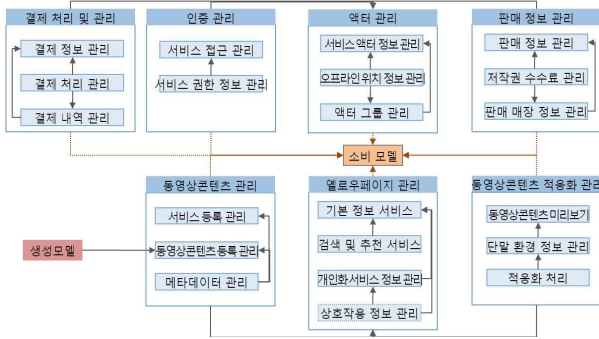 결제 처리 및 관리
결제 정보 관리
결제 처리 관리
결제 내역 관리
인증 관리
서비스 접근 관리
서비스 권한 정보 관리
액터 관리
서비스 액터 정보 관리
오프라인 위치 정보 관리
액터 그룹 관리
판매 정보 관리
판매 정보 관리
저작권 수수료 관리
판매 매장 정보 관리
소비 모델
생성모델
동영상콘텐츠 관리
서비스 등록 관리
동영상콘텐츠 등록 관리
메타데이터 관리
옐로우페이지 관리
기본 정보 서비스
검색 및 추천 서비스
개인화 서비스 정보 관리
상호작용 정보 관리
동영상콘텐츠 적응화 관리
동영상콘텐츠 미리보기
단말 환경 정보 관리
적응화 처리